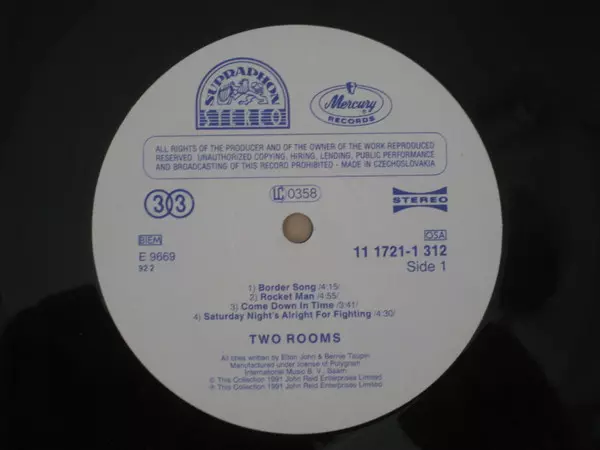 SUPRAPHON
STEREO
Mercury
RECORDS
ALL RIGHTS OF THE PRODUCER AND OF THE OWNER OF THE WORK REPRODUCED
RESERVED. UNAUTHORIZED COPYING, HIRING, LENDING, PUBLIC PERFORMANCE
AND BROADCASTING OF THIS RECORD PROHIBITED - MADE IN CZECHOSLOVAKIA
33
LC 0358
STEREO
BIEM
OSA
E 9669
11 1721-1 312
92 2
Side 1
1) Border Song /4:15/
2) Rocket Man /4:55/
3) Come Down In Time /3:41/
4) Saturday Night's Alright For Fighting /4:30/
TWO ROOMS
All titles written by Elton John & Bernie Taupin
Manufactured under license of Polygram
International Music B. V., Baarn
℗ This Collection 1991 John Reid Enterprises Limited
© This Collection 1991 John Reid Enterprises Limited